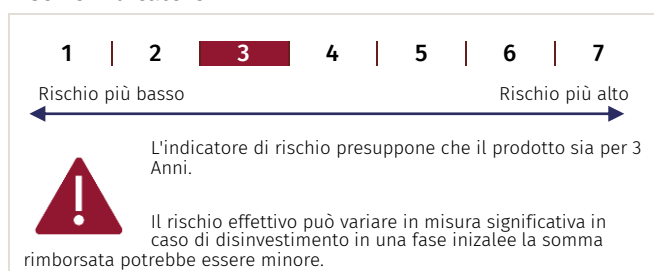 1 2 3 4 5 6 7
Rischio più basso Rischio più alto
L'indicatore di rischio presuppone che il prodotto sia per 3
Anni.
Il rischio effettivo può variare in misura significativa in
caso di disinvestimento in una fase inizalee la somma
rimborsata potrebbe essere minore.